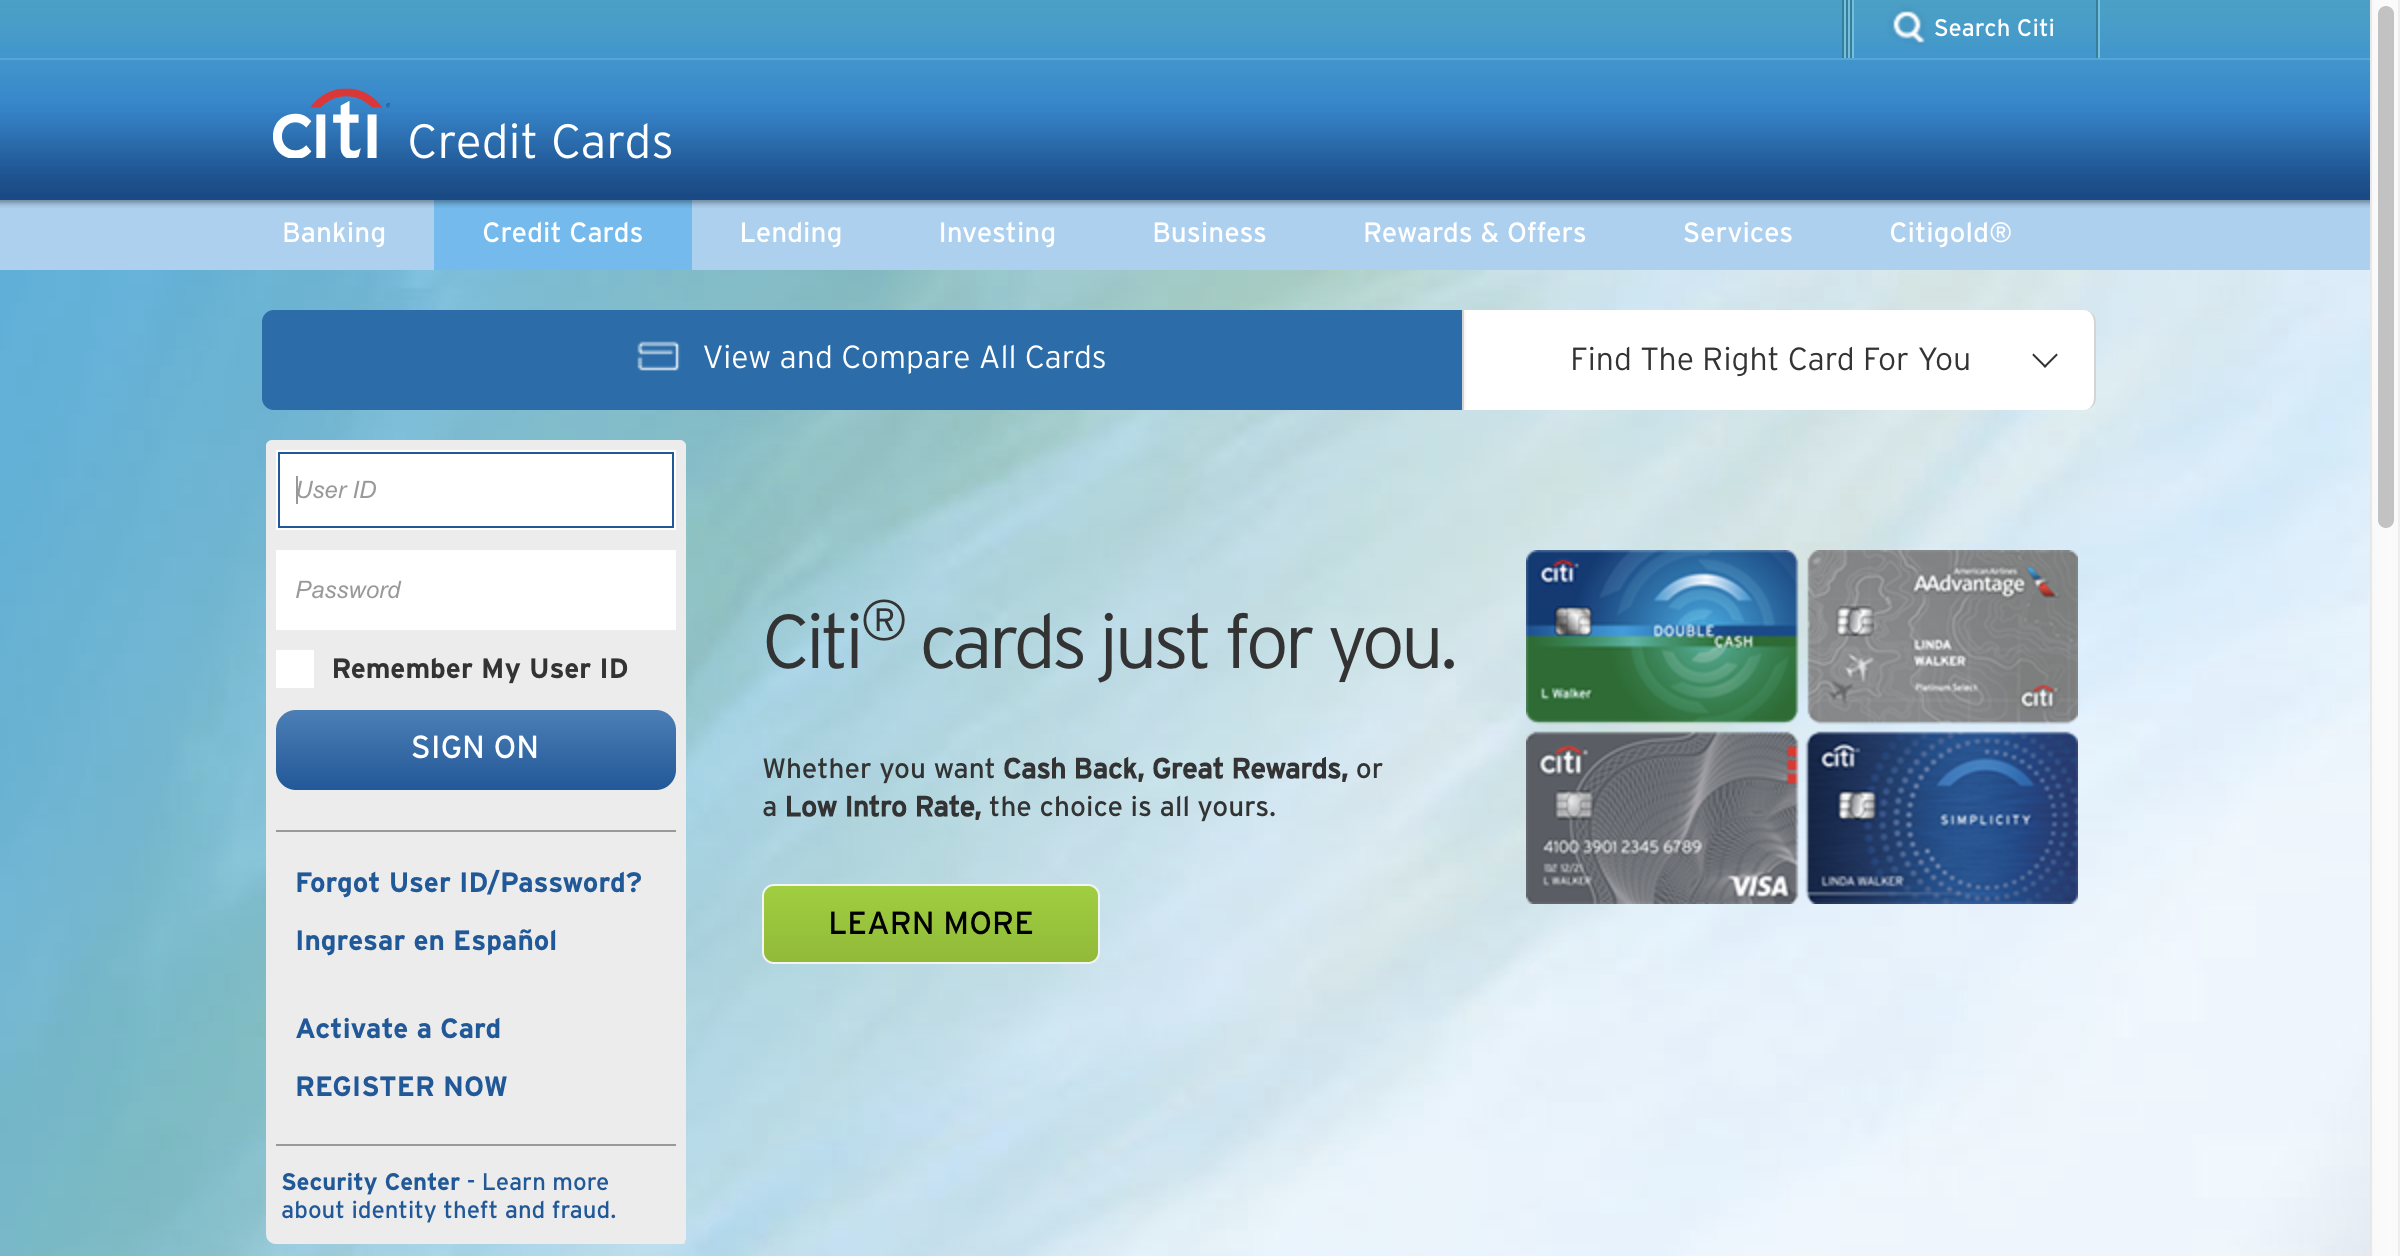 Search Citi
citi Credit Cards
Banking
Credit Cards
Lending
Investing
Business
Rewards & Offers
Services
Citigold®
View and Compare All Cards
Find The Right Card For You
User ID
Password
Remember My User ID
SIGN ON
Forgot User ID/Password?
Ingresar en Español
Activate a Card
REGISTER NOW
Security Center - Learn more
about identity theft and fraud.
Citi® cards just for you.
Whether you want Cash Back, Great Rewards, or
a Low Intro Rate, the choice is all yours.
LEARN MORE
citi
DOUBLE
CASH
L Walker
AmericanAirlines
AAdvantage
LINDA
WALKER
Platinum Select
citi
citi
4100 3901 2345 6789
12/21
L WALKER
VISA
citi
SIMPLICITY
LINDA WALKER